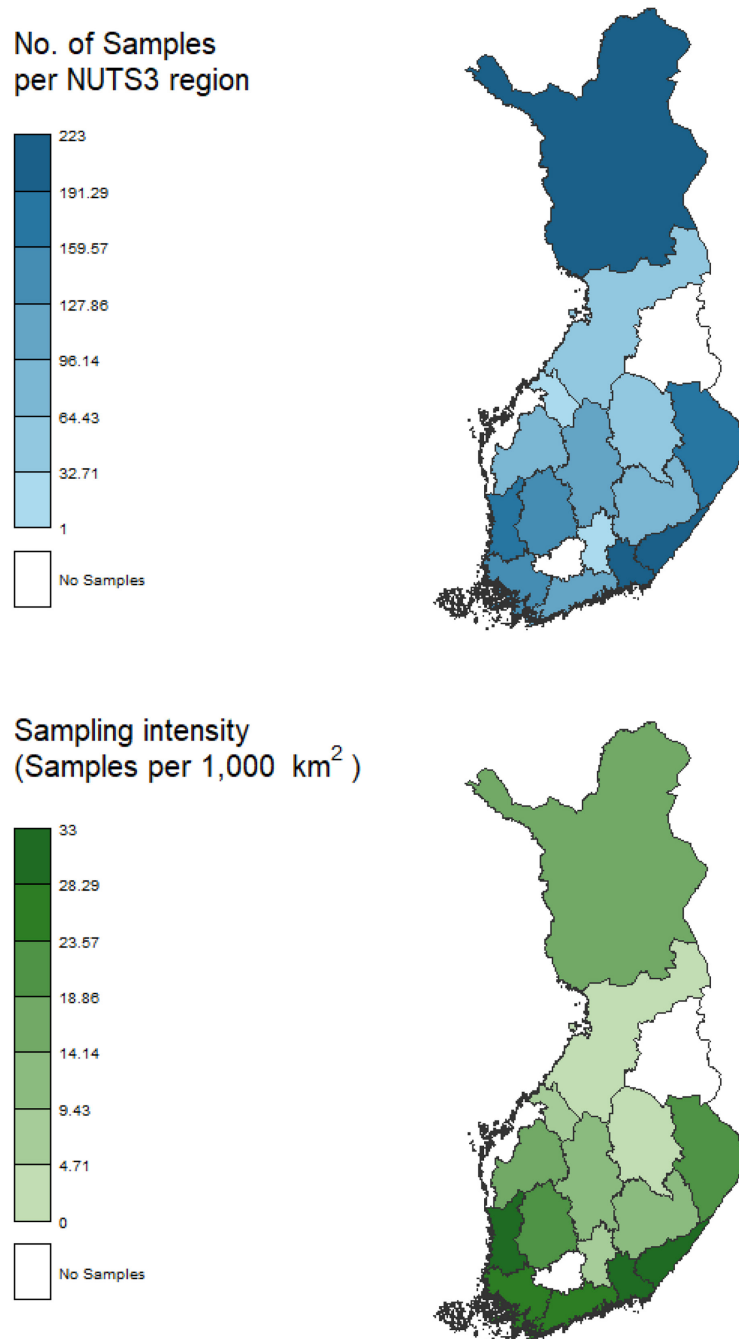 No. of Samples
per NUTS3 region
223
191.29
159.57
127.86
96.14
64.43
32.71
1
No Samples
Sampling intensity
(Samples per 1,000 km²)
33
28.29
23.57
18.86
14.14
9.43
4.71
0
No Samples